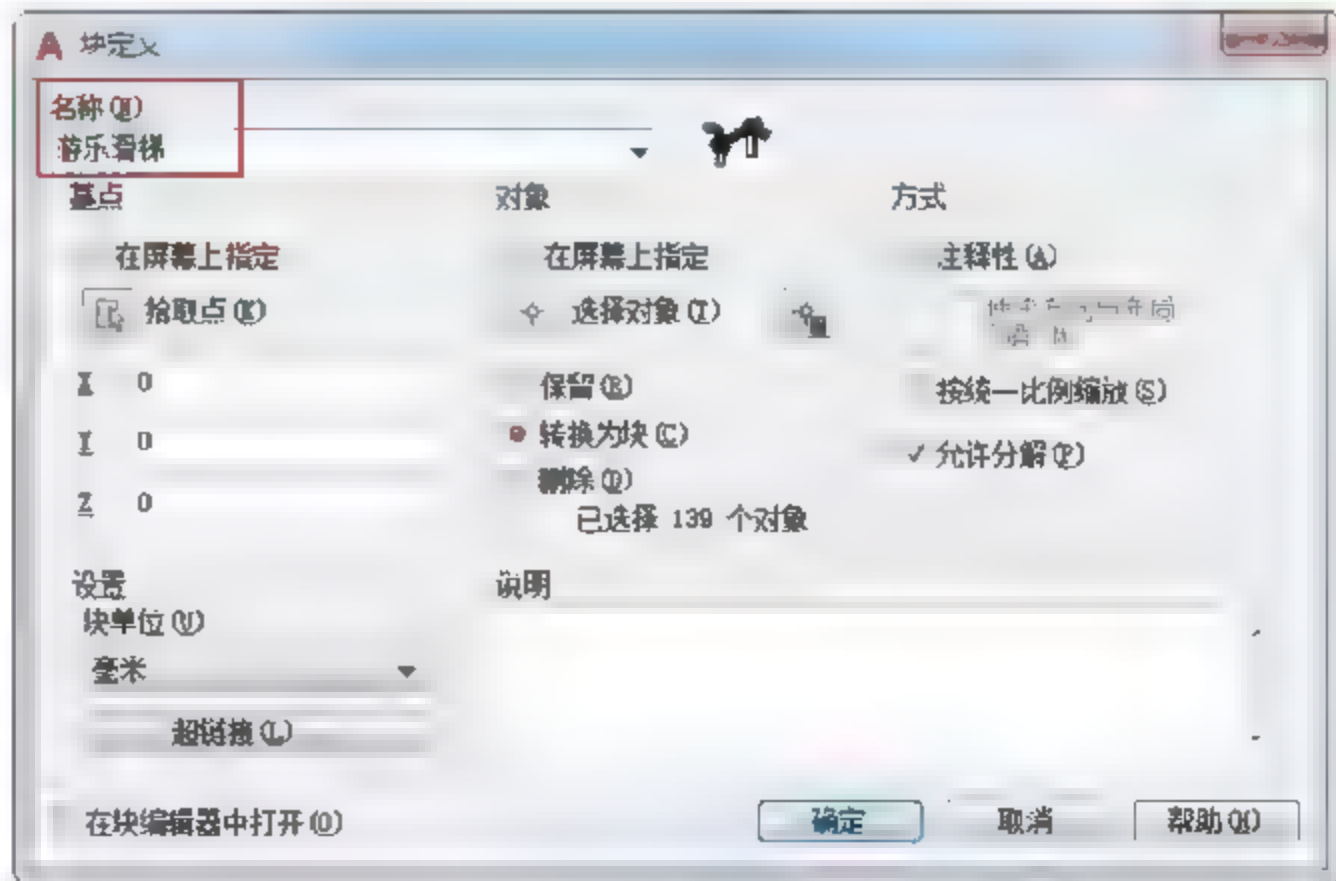 块定义
名称(N)
游乐滑梯
基点
在屏幕上指定
拾取点(K)
X 0
Y 0
Z 0
对象
在屏幕上指定
选择对象(T)
保留(R)
转换为块(C)
删除(D)
已选择 139 个对象
方式
注释性(A)
按统一比例缩放(S)
✓ 允许分解(P)
设置
块单位(U)
毫米
超链接(L)
说明
在块编辑器中打开(O)
确定
取消
帮助(H)